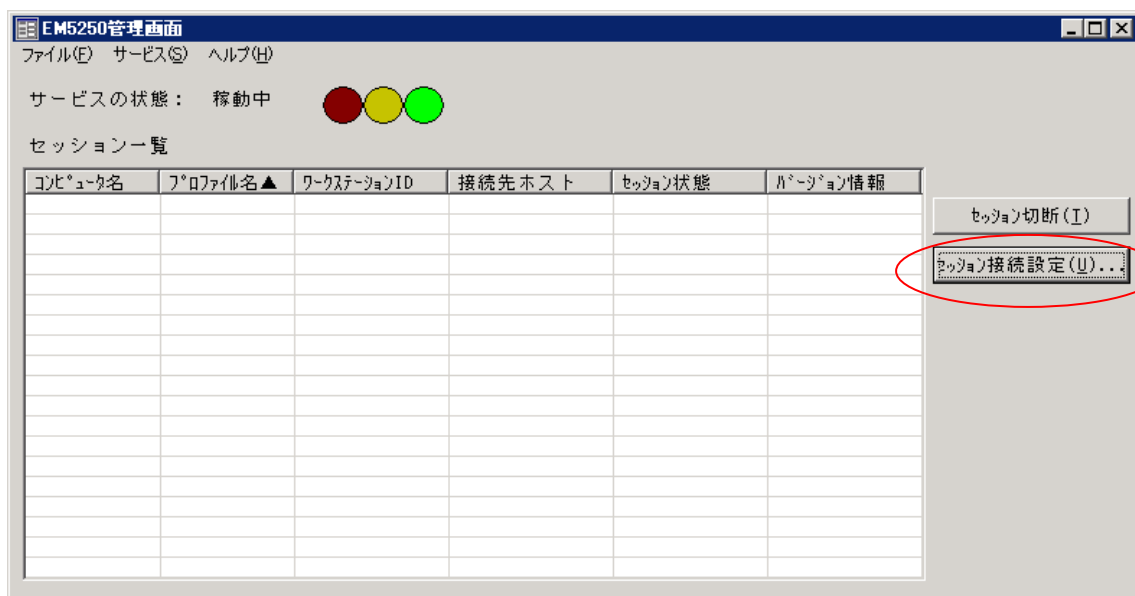 EM5250管理画面
ファイル(F) サービス(S) ヘルプ(H)
サービスの状態： 稼動中
セッション一覧
ｺﾝﾋﾟｭｰﾀ名 ﾌﾟﾛﾌｧｲﾙ名▲ ﾜｰｸｽﾃｰｼｮﾝID 接続先ホスト ｾｯｼｮﾝ状態 ﾊﾞｰｼﾞｮﾝ情報
ｾｯｼｮﾝ切断(T)
ｾｯｼｮﾝ接続設定(U)...